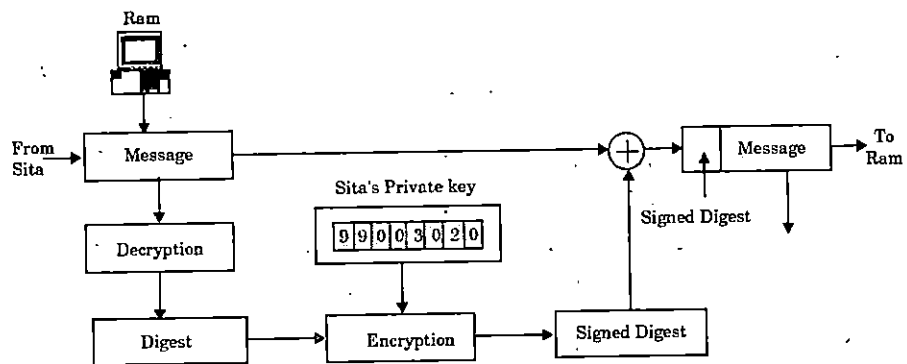 Ram
From
Sita
Message
Message
To
Ram
Sita's Private key
Signed Digest
Decryption
9 9 0 0 3 0 2 0
Digest
Encryption
Signed Digest